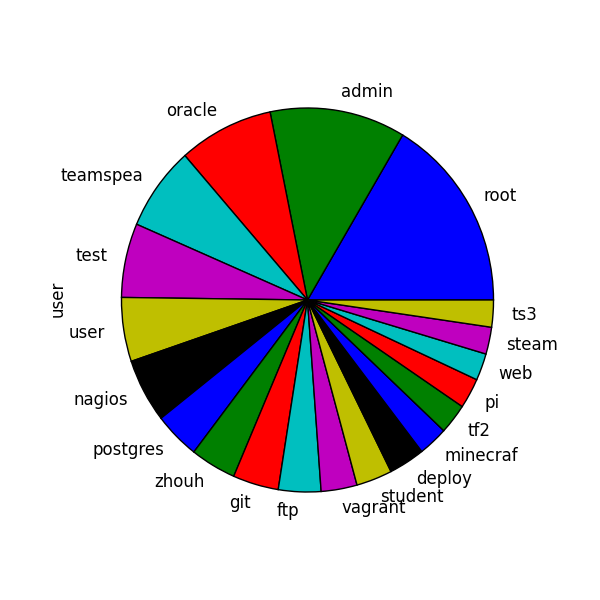 admin
oracle
root
teamspea
test
user
user
ts3
steam
web
nagios
pi
tf2
postgres
minecraf
deploy
zhouh
student
git
vagrant
ftp